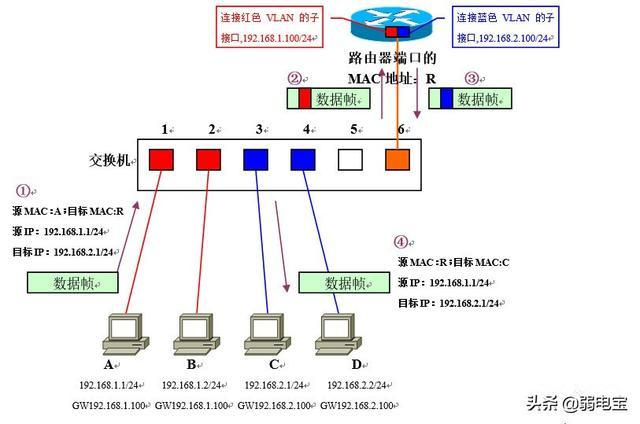 连接红色 VLAN 的子
接口,192.168.1.100/24
连接蓝色 VLAN 的子
接口,192.168.2.100/24
路由器端口的
MAC 地址：R
②
③
数据帧
数据帧
1
2
3
4
5
6
交换机
①
源 MAC:A；目标 MAC:R
源 IP：192.168.1.1/24
目标 IP：192.168.2.1/24
数据帧
④
源 MAC:R；目标 MAC:C
源 IP：192.168.1.1/24
目标 IP：192.168.2.1/24
数据帧
A
B
C
D
192.168.1.1/24
192.168.1.2/24
192.168.2.1/24
192.168.2.2/24
GW192.168.1.100
GW192.168.1.100
GW192.168.2.100
GW192.168.2.100
头条 @弱电宝